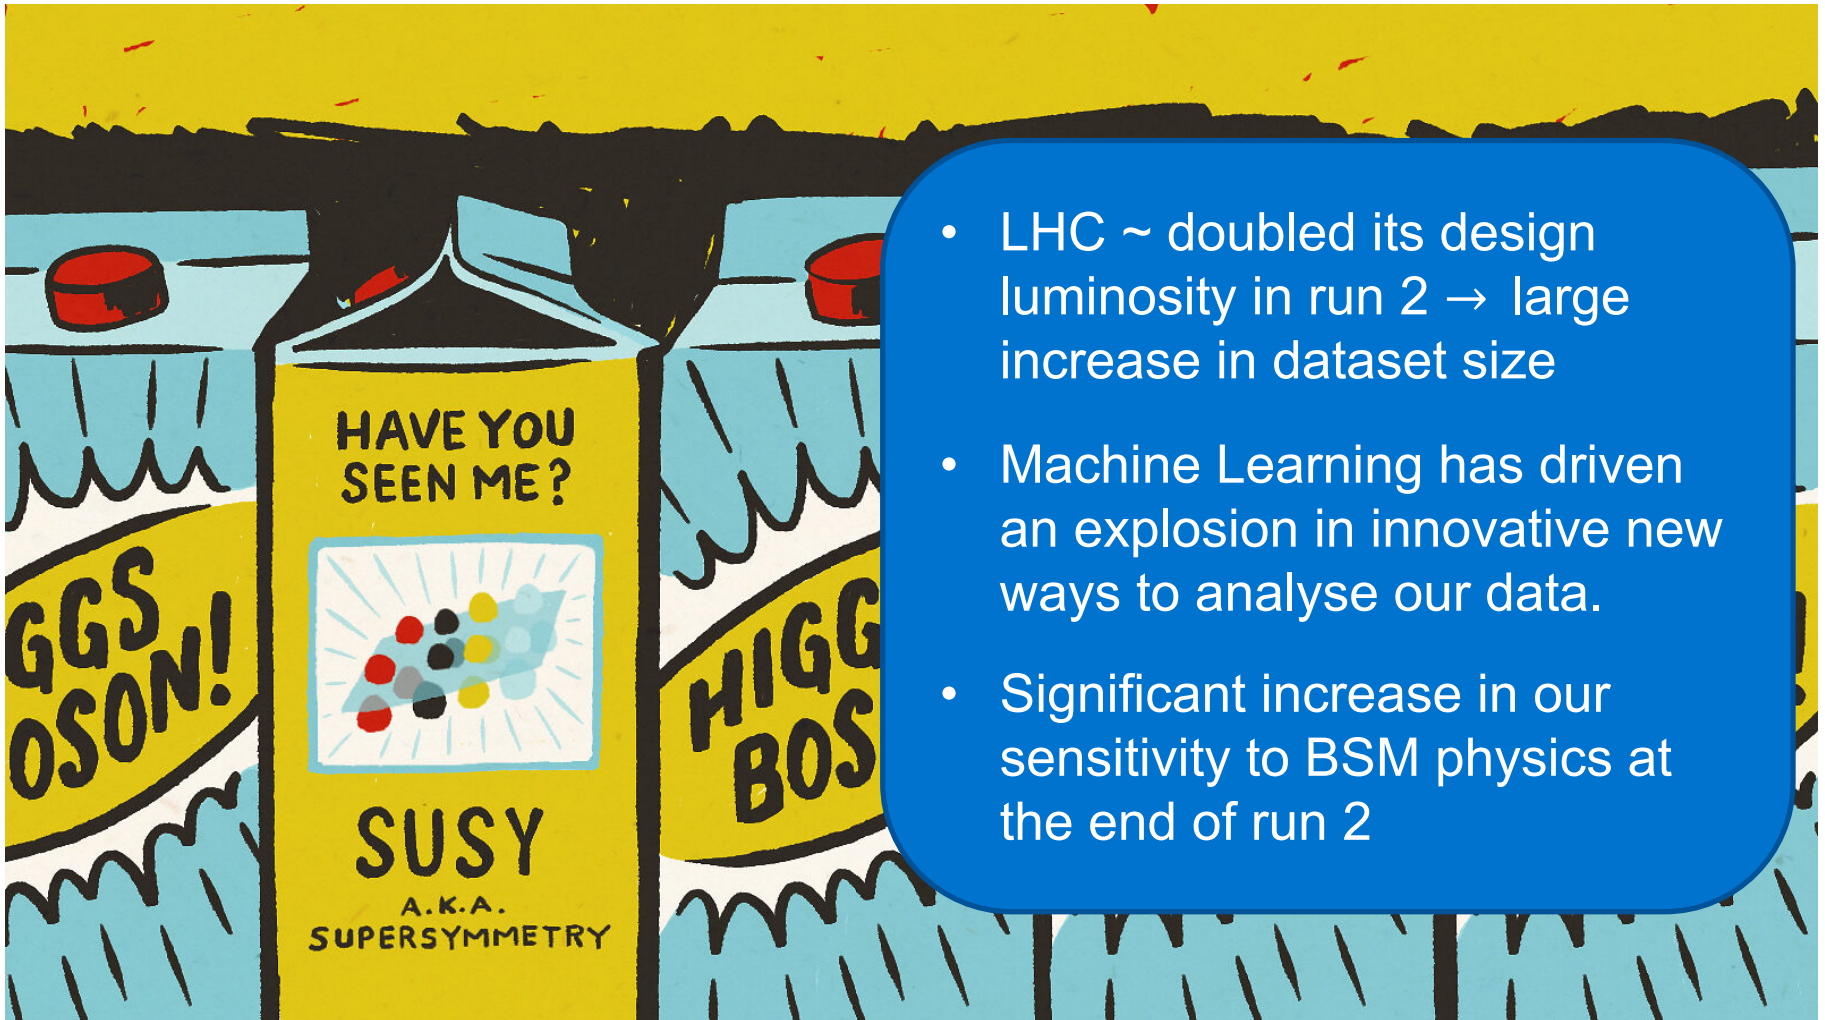 HAVE YOU
SEEN ME?
SUSY
A.K.A.
SUPERSYMMETRY
GGS
OSON!
HIGG
BOS
!
• LHC ~ doubled its design
luminosity in run 2 → large
increase in dataset size
• Machine Learning has driven
an explosion in innovative new
ways to analyse our data.
• Significant increase in our
sensitivity to BSM physics at
the end of run 2